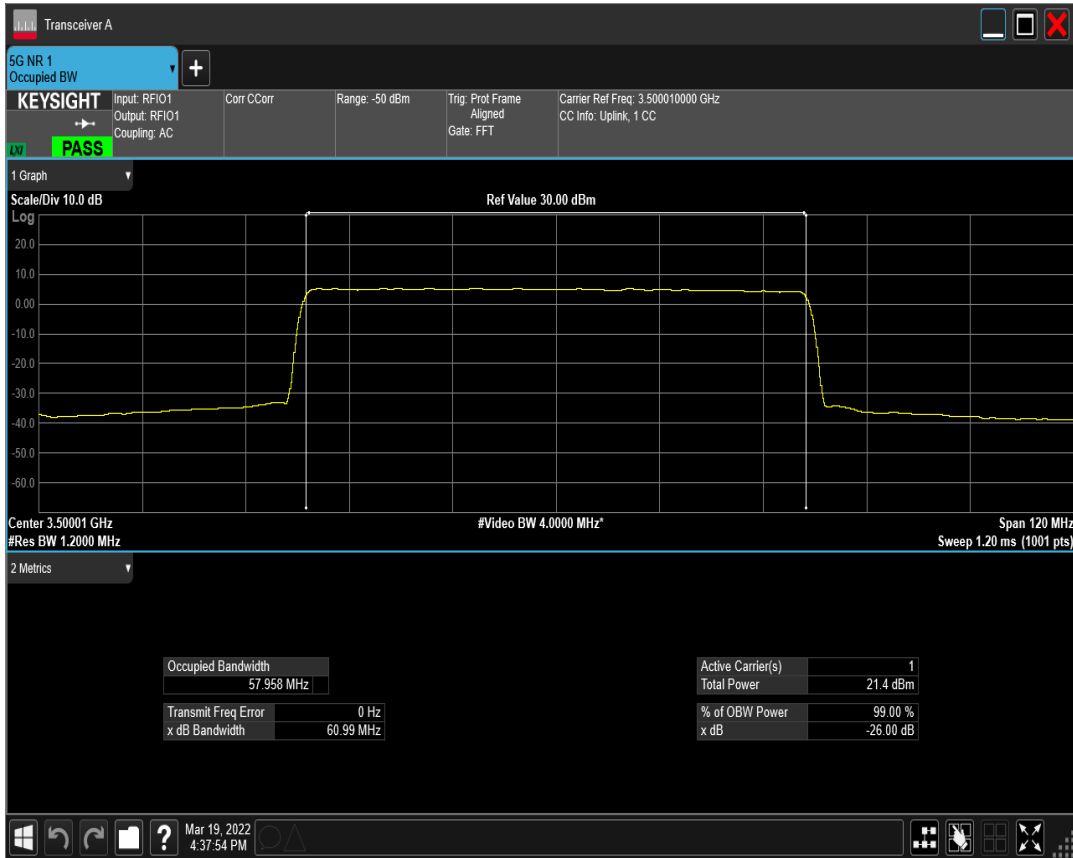 Transceiver A
5G NR 1
Occupied BW
KEYSIGHT
LXI
PASS
Input: RFIO1
Output: RFIO1
Coupling: AC
Corr CCorr
Range: -50 dBm
Trig: Prot Frame
Aligned
Gate: FFT
Carrier Ref Freq: 3.500010000 GHz
CC Info: Uplink, 1 CC
1 Graph
Scale/Div 10.0 dB
Ref Value 30.00 dBm
Log
20.0
10.0
0.00
-10.0
-20.0
-30.0
-40.0
-50.0
-60.0
Center 3.50001 GHz
#Video BW 4.0000 MHz*
Span 120 MHz
#Res BW 1.2000 MHz
Sweep 1.20 ms (1001 pts)
2 Metrics
Occupied Bandwidth
57.958 MHz
Transmit Freq Error 0 Hz
x dB Bandwidth 60.99 MHz
Active Carrier(s) 1
Total Power 21.4 dBm
% of OBW Power 99.00 %
x dB -26.00 dB
?
Mar 19, 2022
4:37:54 PM